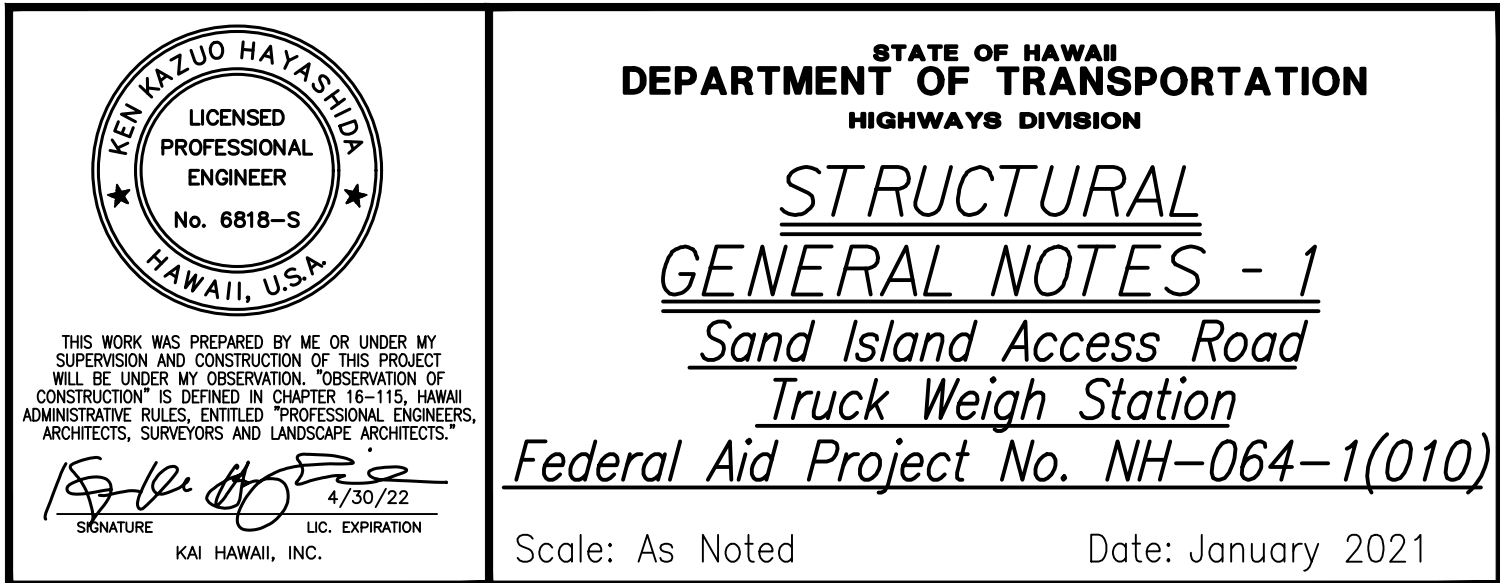 KEN KAZUO HAYASHIDA
LICENSED
PROFESSIONAL
ENGINEER
No. 6818-S
HAWAII, U.S.A.
THIS WORK WAS PREPARED BY ME OR UNDER MY
SUPERVISION AND CONSTRUCTION OF THIS PROJECT
WILL BE UNDER MY OBSERVATION. "OBSERVATION OF
CONSTRUCTION" IS DEFINED IN CHAPTER 16-115, HAWAII
ADMINISTRATIVE RULES, ENTITLED "PROFESSIONAL ENGINEERS,
ARCHITECTS, SURVEYORS AND LANDSCAPE ARCHITECTS."
4/30/22
SIGNATURE LIC. EXPIRATION
KAI HAWAII, INC.
STATE OF HAWAII
DEPARTMENT OF TRANSPORTATION
HIGHWAYS DIVISION
STRUCTURAL
GENERAL NOTES - 1
Sand Island Access Road
Truck Weigh Station
Federal Aid Project No. NH-064-1(010)
Scale: As Noted Date: January 2021